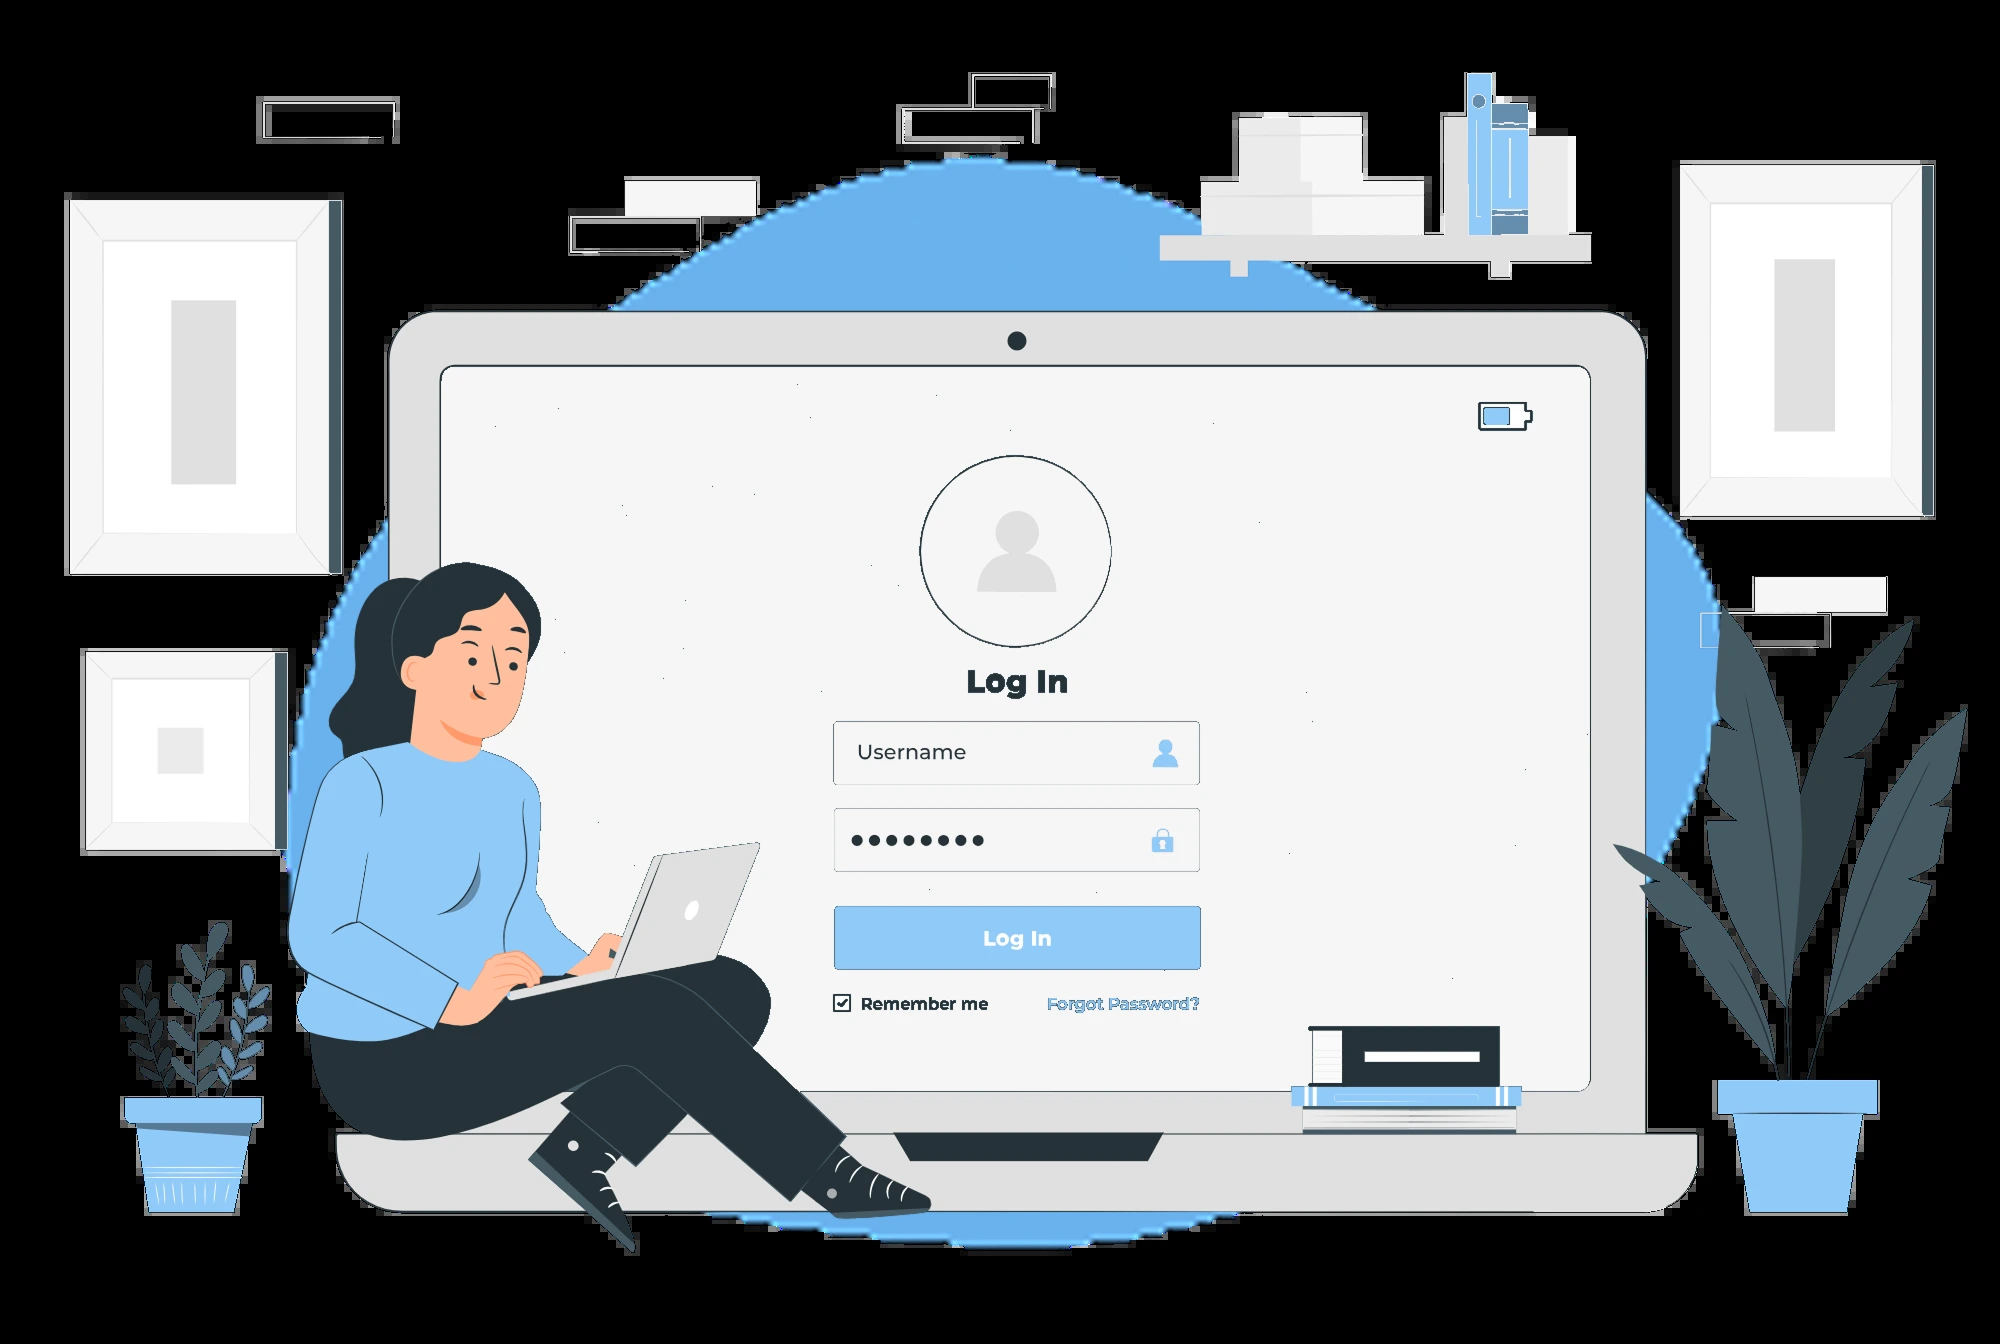 Log In
Username
••••••••
Log In
Remember me
Forgot Password?